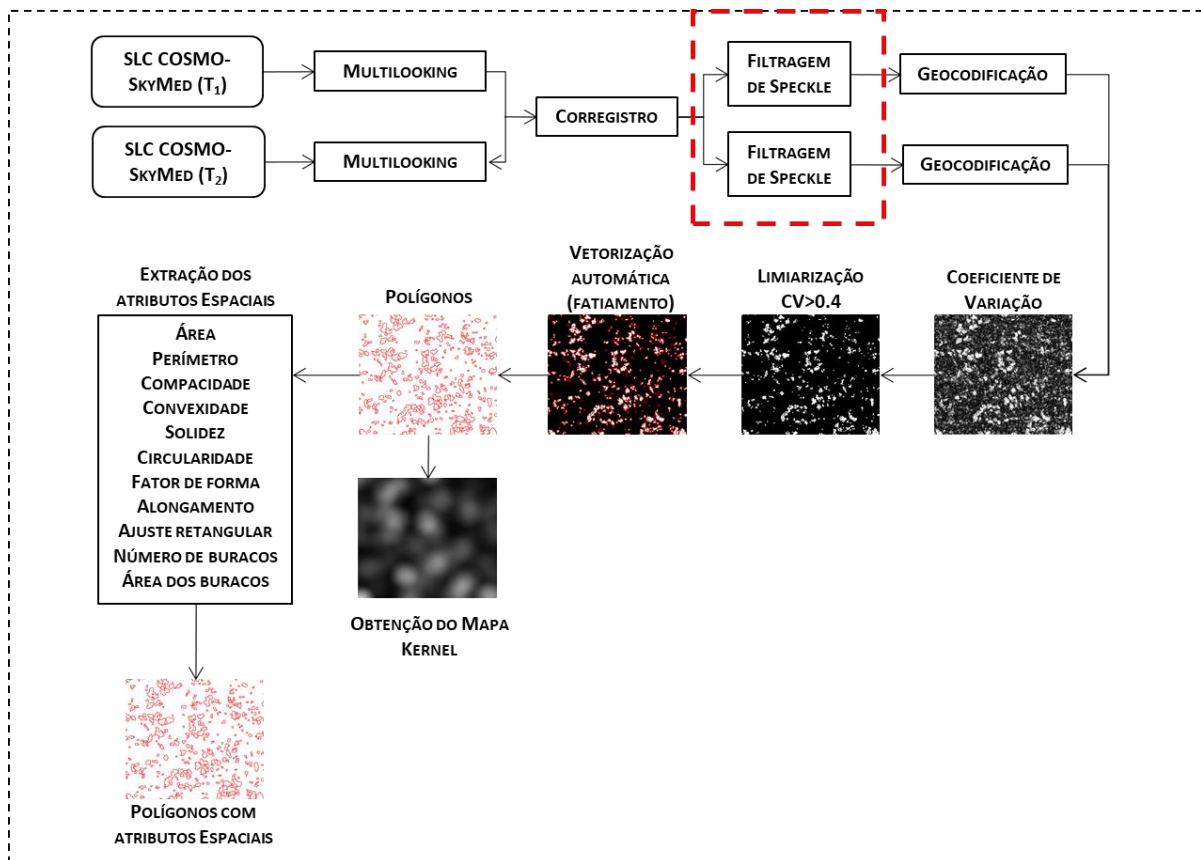 SLC COSMO-
SKYMED (T1)
MULTILOOKING
SLC COSMO-
SKYMED (T2)
MULTILOOKING
CORREGISTRO
FILTRAGEM
DE SPECKLE
GEOCODIFICAÇÃO
FILTRAGEM
DE SPECKLE
GEOCODIFICAÇÃO
COEFICIENTE DE
VARIAÇÃO
LIMIARIZAÇÃO
CV>0.4
VETORIZAÇÃO
AUTOMÁTICA
(FATIAMENTO)
POLÍGONOS
EXTRAÇÃO DOS
ATRIBUTOS ESPACIAIS
ÁREA
PERÍMETRO
COMPACIDADE
CONVEXIDADE
SOLIDEZ
CIRCULARIDADE
FATOR DE FORMA
ALONGAMENTO
AJUSTE RETANGULAR
NÚMERO DE BURACOS
ÁREA DOS BURACOS
OBTENÇÃO DO MAPA
KERNEL
POLÍGONOS COM
ATRIBUTOS ESPACIAIS